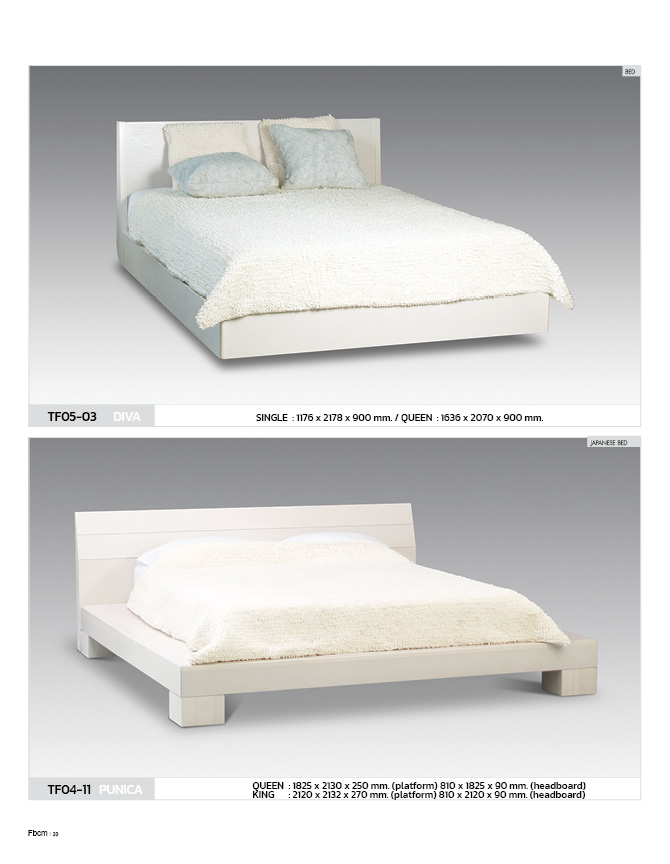 BED
TF05-03 DIVA
SINGLE : 1176 x 2178 x 900 mm. / QUEEN : 1636 x 2070 x 900 mm.
JAPANESE BED
TF04-11 PUNICA
QUEEN : 1825 x 2130 x 250 mm. (platform) 810 x 1825 x 90 mm. (headboard)
KING : 2120 x 2132 x 270 mm. (platform) 810 x 2120 x 90 mm. (headboard)
Fbcm | 20